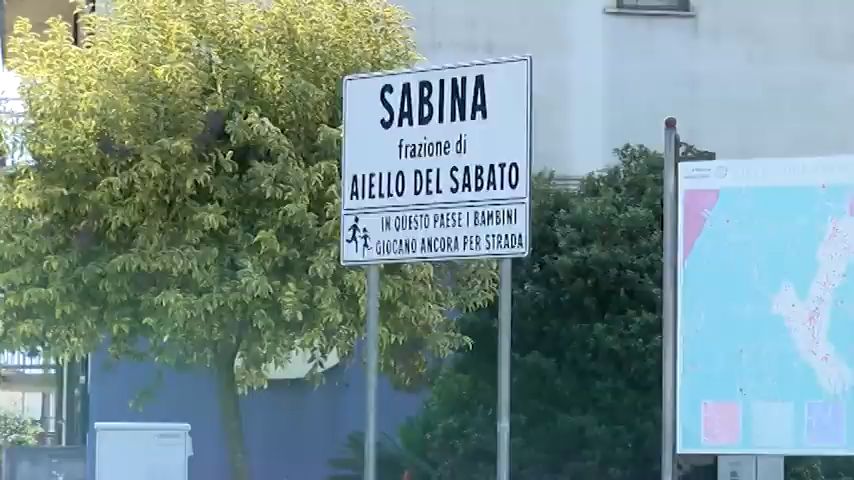 SABINA
frazione di
AIELLO DEL SABATO
IN QUESTO PAESE I BAMBINI
GIOCANO ANCORA PER STRADA